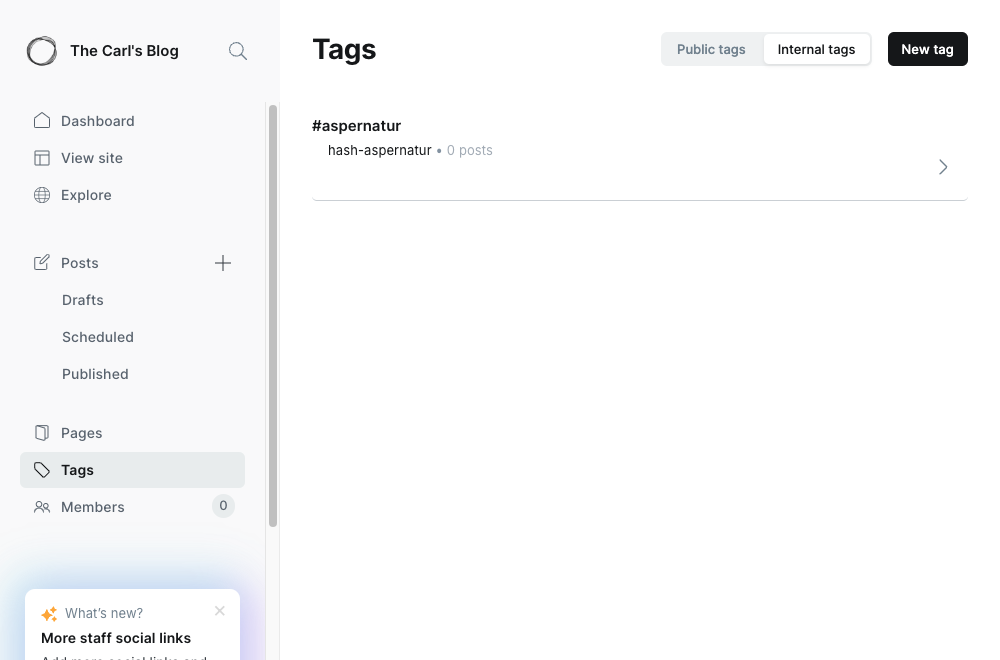 The Carl's Blog
Dashboard
View site
Explore
Posts
Drafts
Scheduled
Published
Pages
Tags
Members
0
What's new?
More staff social links
Add more social links and
Tags
Public tags
Internal tags
New tag
#aspernatur
hash-aspernatur • 0 posts